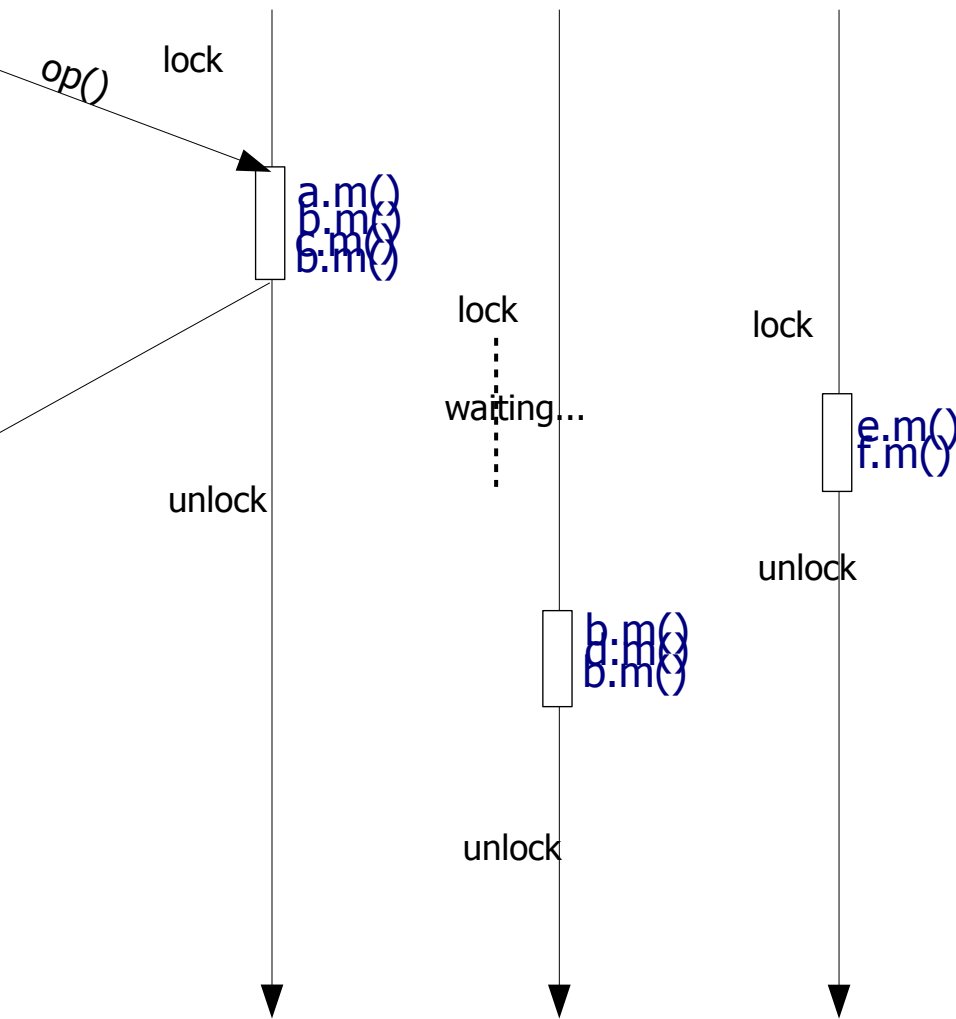 op()
lock
a.m()
b.m()
c.m()
b.m()
unlock
lock
waiting...
b.m()
d.m()
b.m()
unlock
lock
e.m()
f.m()
unlock